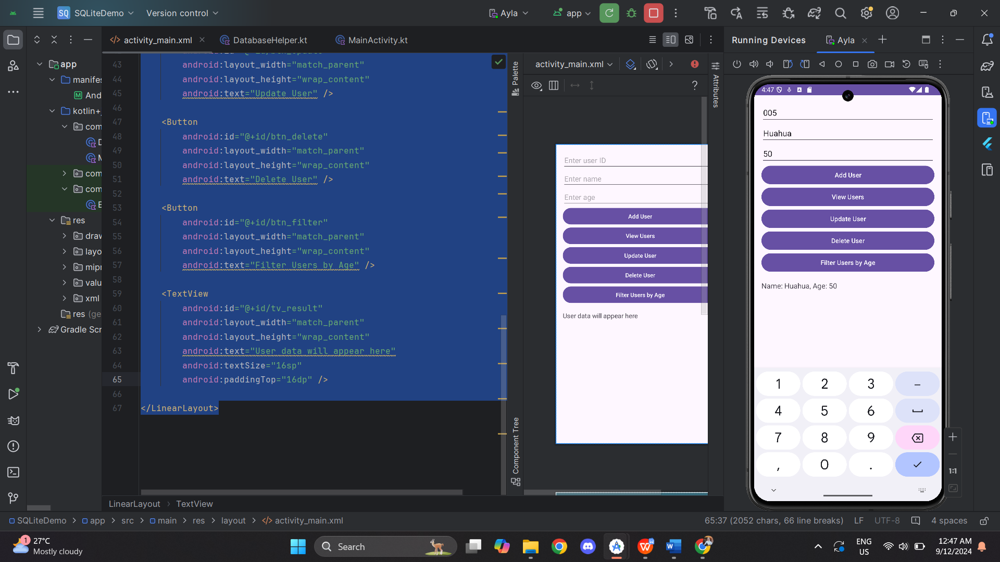 SQ SQLiteDemo Version control Ayla app
activity_main.xml DatabaseHelper.kt MainActivity.kt
Running Devices Ayla
app
manifes
And
kotlin+
com
D
com
com
E
res
draw
layo
mipr
valu
xml
res (ge
Gradle Scr
43 android:layout_width="match_parent"
44 android:layout_height="wrap_content"
45 android:text="Update User" />
46
47 <Button
48 android:id="@+id/btn_delete"
49 android:layout_width="match_parent"
50 android:layout_height="wrap_content"
51 android:text="Delete User" />
52
53 <Button
54 android:id="@+id/btn_filter"
55 android:layout_width="match_parent"
56 android:layout_height="wrap_content"
57 android:text="Filter Users by Age" />
58
59 <TextView
60 android:id="@+id/tv_result"
61 android:layout_width="match_parent"
62 android:layout_height="wrap_content"
63 android:text="User data will appear here"
64 android:textSize="16sp"
65 android:paddingTop="16dp" />
66
67 </LinearLayout>
LinearLayout > TextView
Palette
Component Tree
activity_main.xml
?
Attributes
Enter user ID
Enter name
Enter age
Add User
View Users
Update User
Delete User
Filter Users by Age
User data will appear here
4:47
005
Huahua
50
Add User
View Users
Update User
Delete User
Filter Users by Age
Name: Huahua, Age: 50
1 2 3 –
4 5 6
7 8 9
, 0 .
1:1
SQLiteDemo > app > src > main > res > layout > activity_main.xml
65:37 (2052 chars, 66 line breaks) LF UTF-8 4 spaces
1
27°C
Mostly cloudy
Search
ENG
US
12:47 AM
9/12/2024